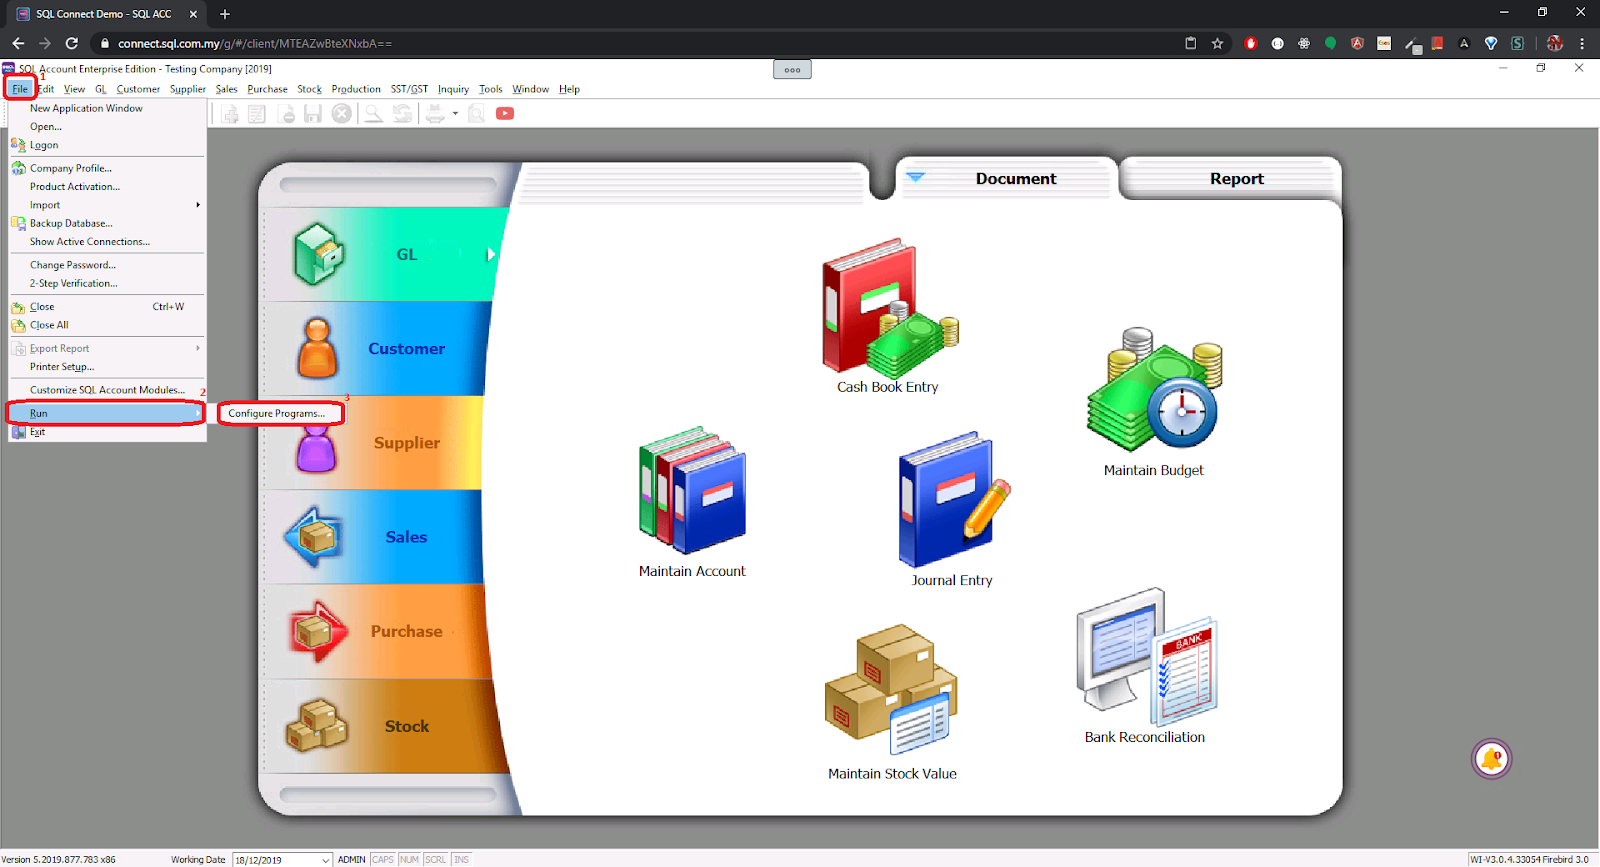 SQL Connect Demo - SQL ACC
connect.sql.com.my/g/#/client/MTEAZwBteXNxbA==
SQL Account Enterprise Edition - Testing Company [2019]
1
File Edit View GL Customer Supplier Sales Purchase Stock Production SST/GST Inquiry Tools Window Help
New Application Window
Open...
Logon
Company Profile...
Product Activation...
Import
Backup Database...
Show Active Connections...
Change Password...
2-Step Verification...
Close Ctrl+W
Close All
Export Report
Printer Setup...
Customize SQL Account Modules...
2
Run
3
Configure Programs...
Exit
Document
Report
GL
Customer
Supplier
Sales
Purchase
Stock
Cash Book Entry
Maintain Budget
Maintain Account
Journal Entry
BANK
Bank Reconciliation
Maintain Stock Value
Version 5.2019.877.783 x86 Working Date 18/12/2019 ADMIN CAPS NUM SCRL INS WI-V3.0.4.33054 Firebird 3.0